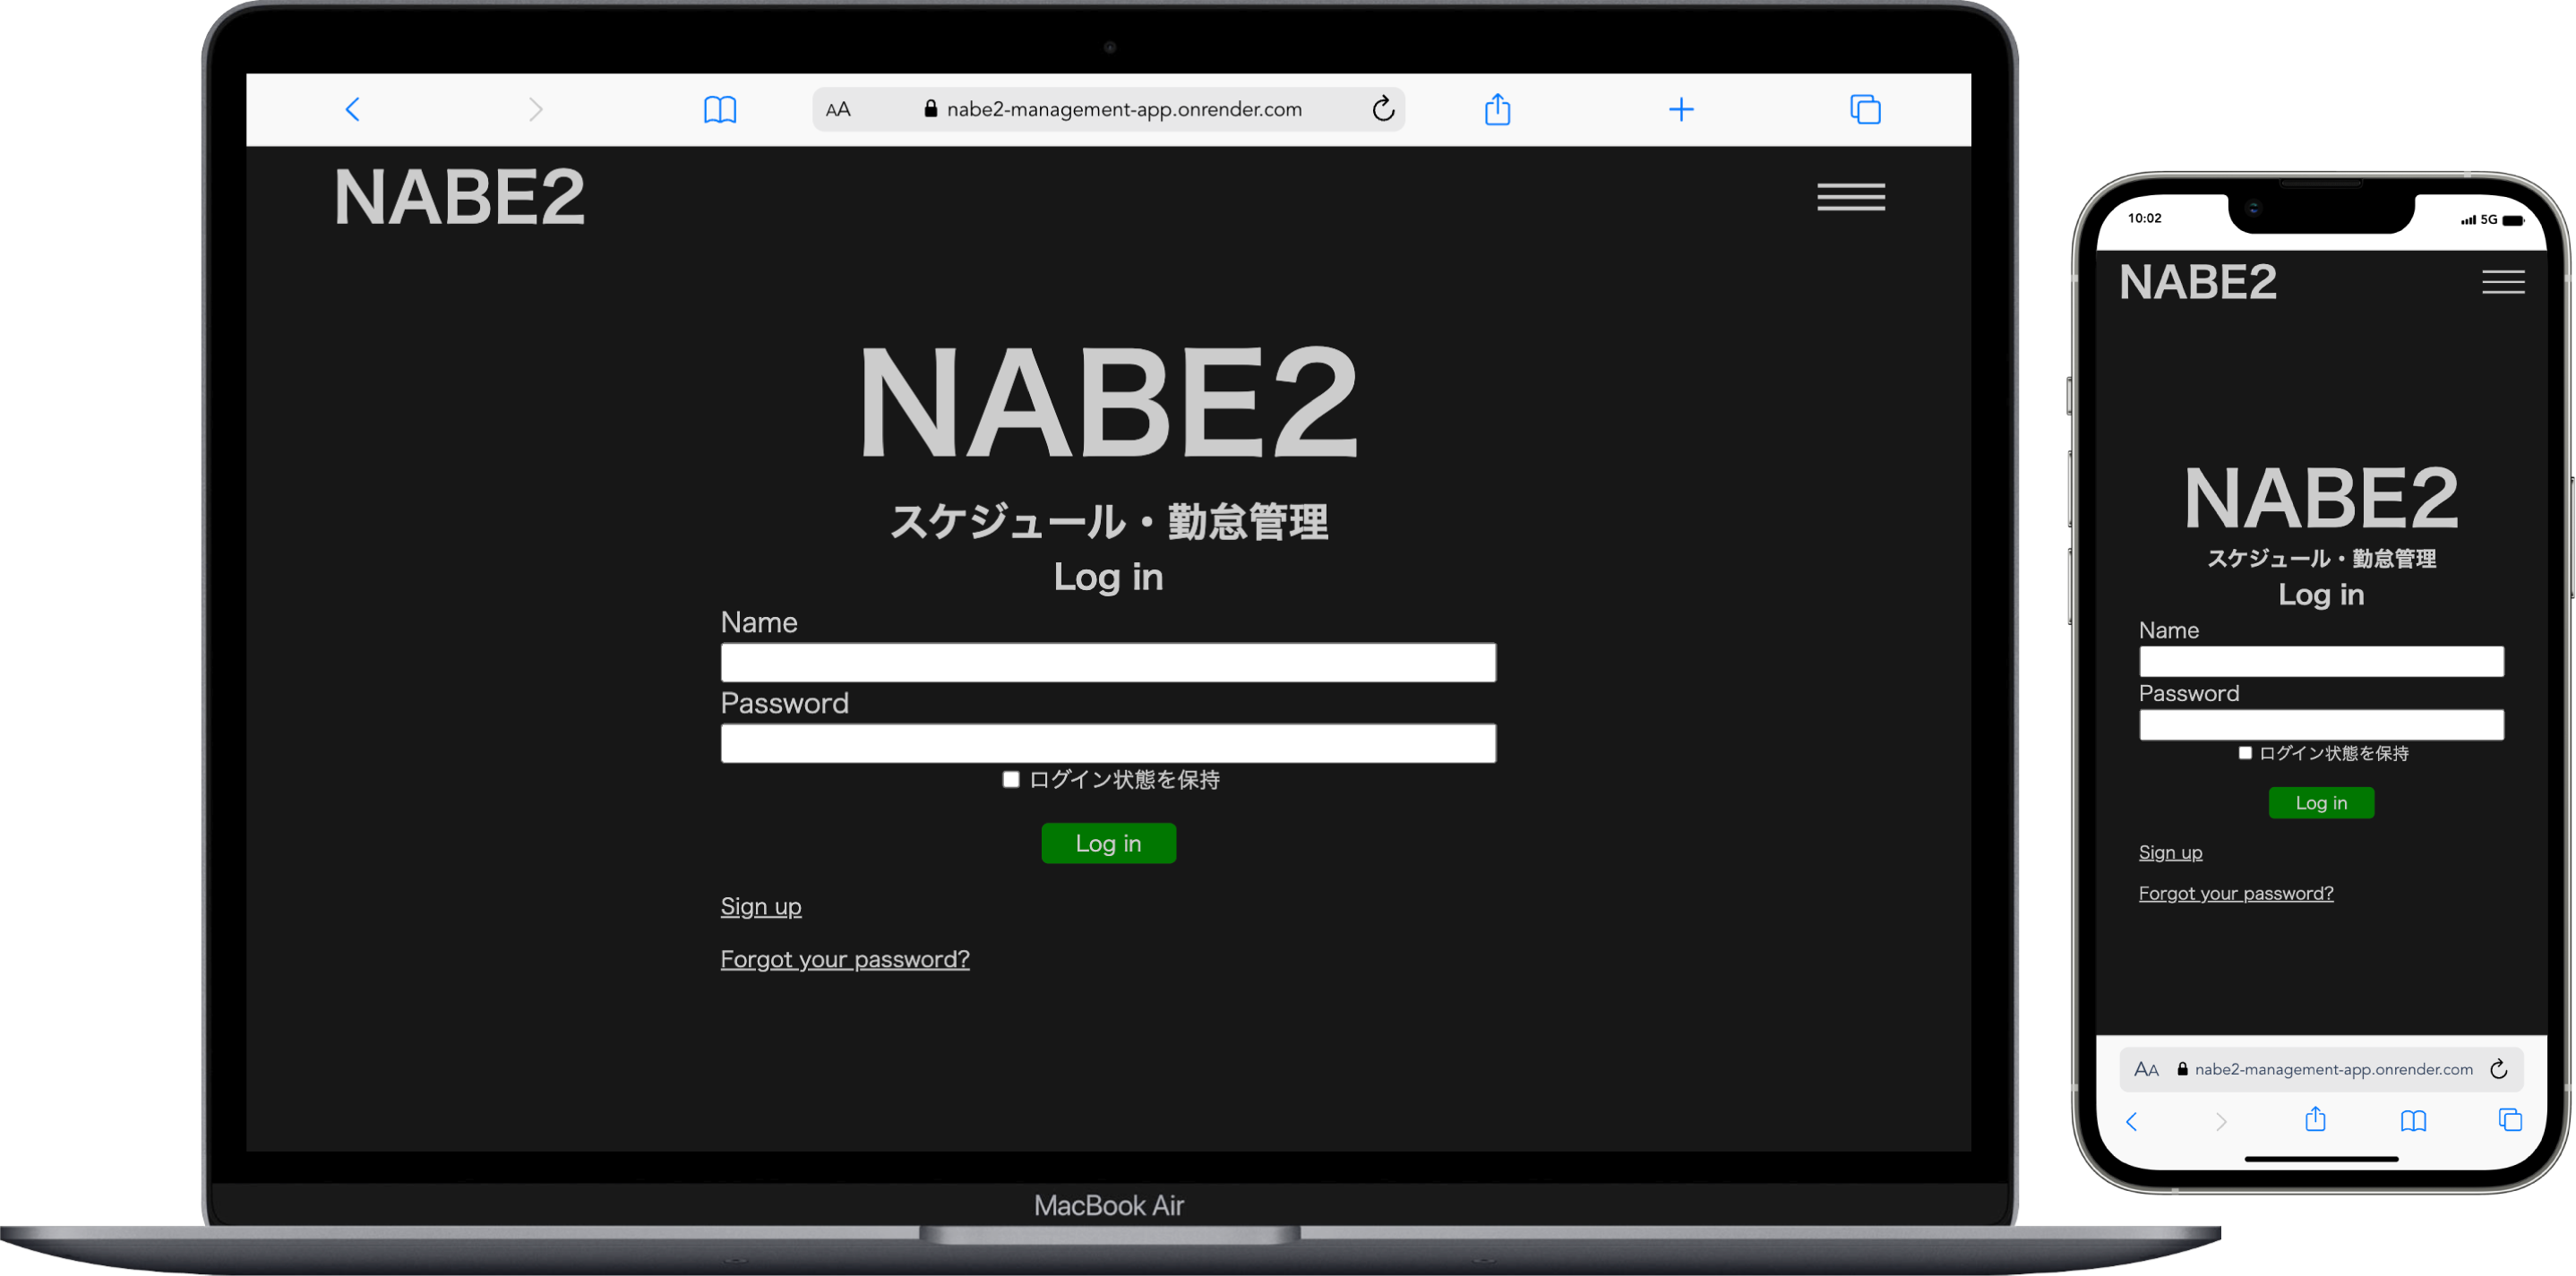 AA nabe2-management-app.onrender.com
NABE2
NABE2
スケジュール・勤怠管理
Log in
Name
Password
ログイン状態を保持
Log in
Sign up
Forgot your password?
MacBook Air
10:02 5G
NABE2
NABE2
スケジュール・勤怠管理
Log in
Name
Password
ログイン状態を保持
Log in
Sign up
Forgot your password?
AA nabe2-management-app.onrender.com